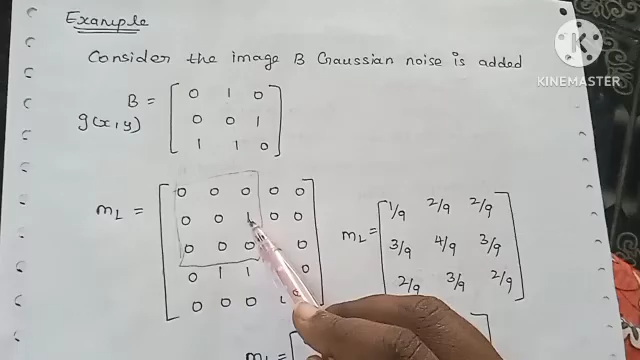 Example
Consider the image B Gaussian noise is added
KINEMASTER
B = [ 0 1 0
g(x,y) 0 0 1
1 1 0 ]
mL = [ 0 0 0 0 0
0 0 1 0 0
0 0 0 0
0 1 1 0
0 0 0 ]
mL = [ 1/9 2/9 2/9
3/9 4/9 3/9
2/9 3/9 2/9 ]
mL = [